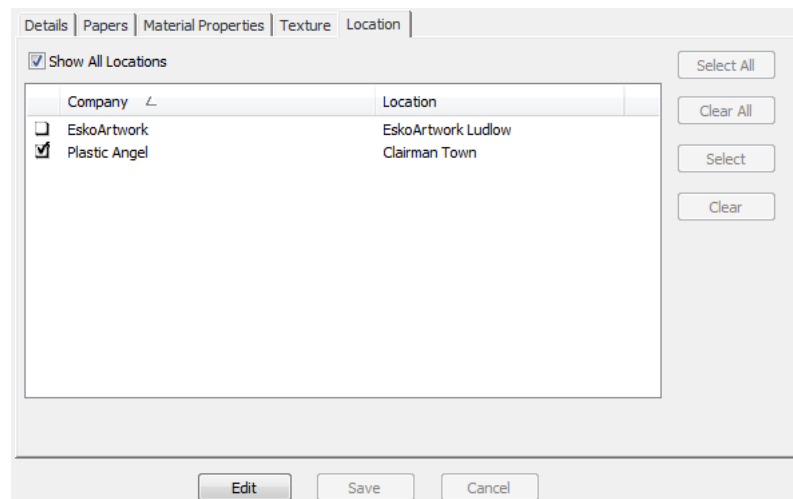 Details Papers Material Properties Texture Location
Show All Locations
Select All
Company Location
Clear All
EskoArtwork EskoArtwork Ludlow
Plastic Angel Clairman Town
Select
Clear
Edit Save Cancel